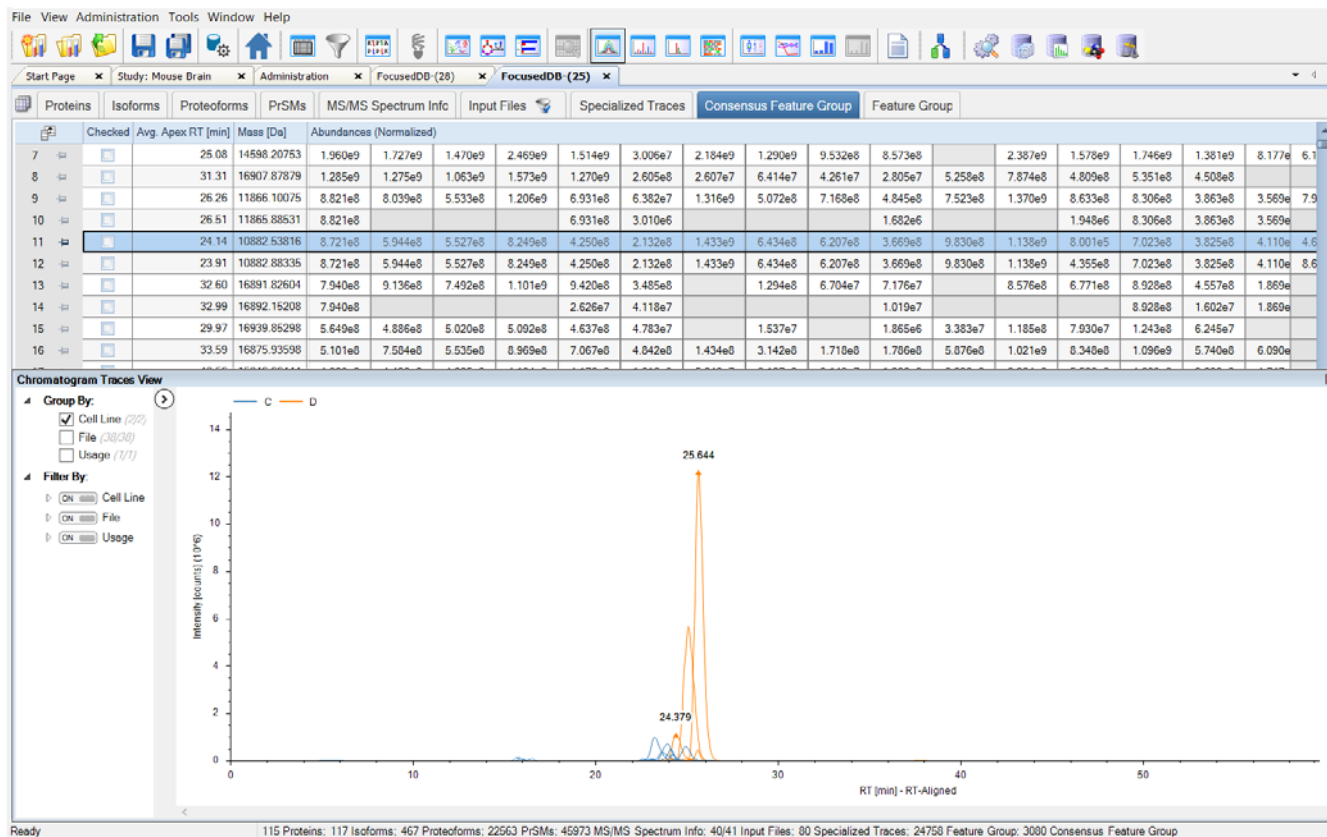 File View Administration Tools Window Help
Start Page × Study: Mouse Brain × Administration × FocusedDB-(28) × FocusedDB-(25) ×
Proteins Isoforms Proteoforms PrSMs MS/MS Spectrum Info Input Files Specialized Traces Consensus Feature Group Feature Group
Checked Avg. Apex RT [min] Mass [Da] Abundances (Normalized)
7 25.08 14598.20753 1.960e9 1.727e9 1.470e9 2.469e9 1.514e9 3.006e7 2.184e9 1.290e9 9.532e8 8.573e8 2.387e9 1.578e9 1.746e9 1.381e9 8.177e 6.1
8 31.31 16907.87879 1.285e9 1.275e9 1.063e9 1.573e9 1.270e9 2.605e8 2.607e7 6.414e7 4.261e7 2.805e7 5.258e8 7.874e8 4.809e8 5.351e8 4.508e8
9 26.26 11866.10075 8.821e8 8.039e8 5.533e8 1.206e9 6.931e8 6.382e7 1.316e9 5.072e8 7.168e8 4.845e8 7.523e8 1.370e9 8.633e8 8.306e8 3.863e8 3.569e 7.9
10 26.51 11865.88531 8.821e8 6.931e8 3.010e6 1.682e6 1.948e6 8.306e8 3.863e8 3.569e
11 24.14 10882.53816 8.721e8 5.944e8 5.527e8 8.249e8 4.250e8 2.132e8 1.433e9 6.434e8 6.207e8 3.669e8 9.830e8 1.138e9 8.001e5 7.023e8 3.825e8 4.110e 4.6
12 23.91 10882.88335 8.721e8 5.944e8 5.527e8 8.249e8 4.250e8 2.132e8 1.433e9 6.434e8 6.207e8 3.669e8 9.830e8 1.138e9 4.355e8 7.023e8 3.825e8 4.110e 8.6
13 32.60 16891.82604 7.940e8 9.136e8 7.492e8 1.101e9 9.420e8 3.485e8 1.294e8 6.704e7 7.176e7 8.576e8 6.771e8 8.928e8 4.557e8 1.869e
14 32.99 16892.15208 7.940e8 2.626e7 4.118e7 1.019e7 8.928e8 1.602e7 1.869e
15 29.97 16939.85298 5.649e8 4.886e8 5.020e8 5.092e8 4.637e8 4.783e7 1.537e7 1.865e6 3.383e7 1.185e8 7.930e7 1.243e8 6.245e7
16 33.59 16875.93598 5.101e8 7.584e8 5.535e8 8.969e8 7.067e8 4.842e8 1.434e8 3.142e8 1.718e8 1.786e8 5.876e8 1.021e9 8.348e8 1.096e9 5.740e8 6.090e
Chromatogram Traces View
Group By:
Cell Line (2/2)
File (38/38)
Usage (1/1)
Filter By:
ON Cell Line
ON File
ON Usage
C D
14
12
10
8
6
4
2
0
Intensity [counts] (10^6)
25.644
24.379
0 10 20 30 40 50
RT [min] - RT-Aligned
Ready 115 Proteins; 117 Isoforms; 467 Proteoforms; 22563 PrSMs; 45973 MS/MS Spectrum Info; 40/41 Input Files; 80 Specialized Traces; 24758 Feature Group; 3080 Consensus Feature Group